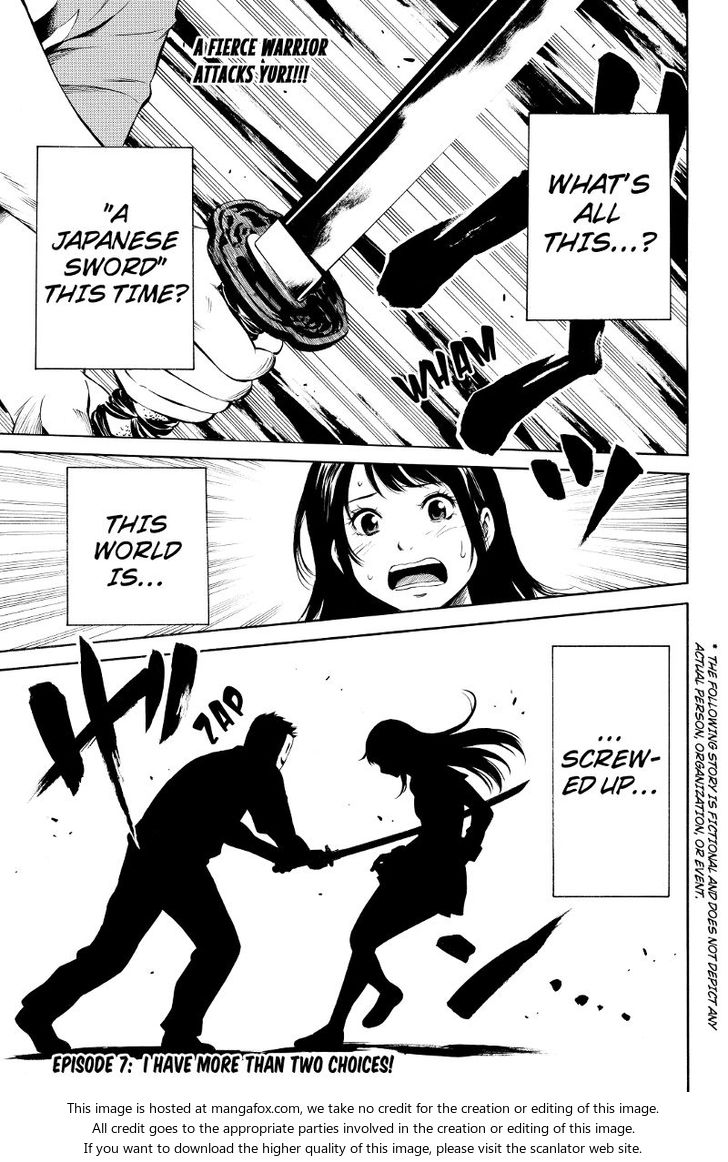 A FIERCE WARRIOR
ATTACKS YURI!!!
WHAT'S
ALL
THIS...?
"A
JAPANESE
SWORD"
THIS TIME?
WHAM
ドッ
THIS
WORLD
IS...
...
SCREW-
ED UP...
ZAP
EPISODE 7: I HAVE MORE THAN TWO CHOICES!
* THE FOLLOWING STORY IS FICTIONAL AND DOES NOT DEPICT ANY
ACTUAL PERSON, ORGANIZATION, OR EVENT.
This image is hosted at mangafox.com, we take no credit for the creation or editing of this image.
All credit goes to the appropriate parties involved in the creation or editing of this image.
If you want to download the higher quality of this image, please visit the scanlator web site.